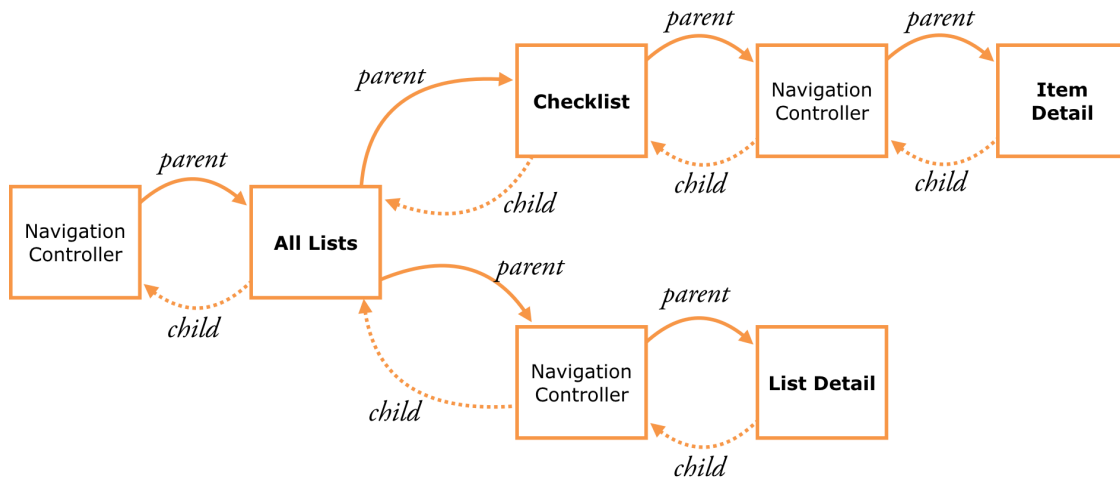 parent
parent
parent
Checklist
Navigation
Controller
Item
Detail
parent
child
child
child
Navigation
Controller
All Lists
parent
child
parent
Navigation
Controller
List Detail
child
child